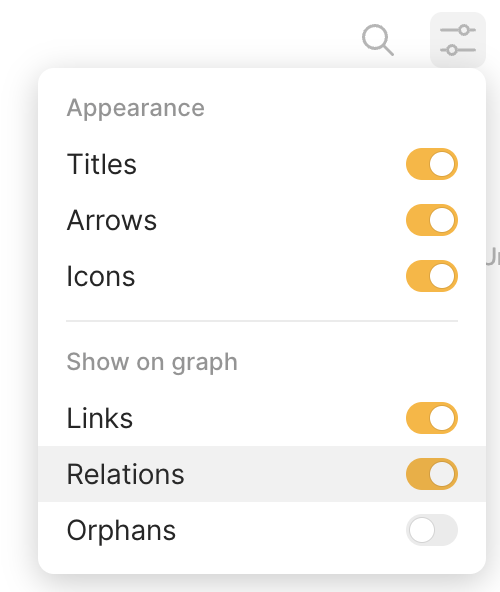 Appearance
Titles
Arrows
Icons
Show on graph
Links
Relations
Orphans